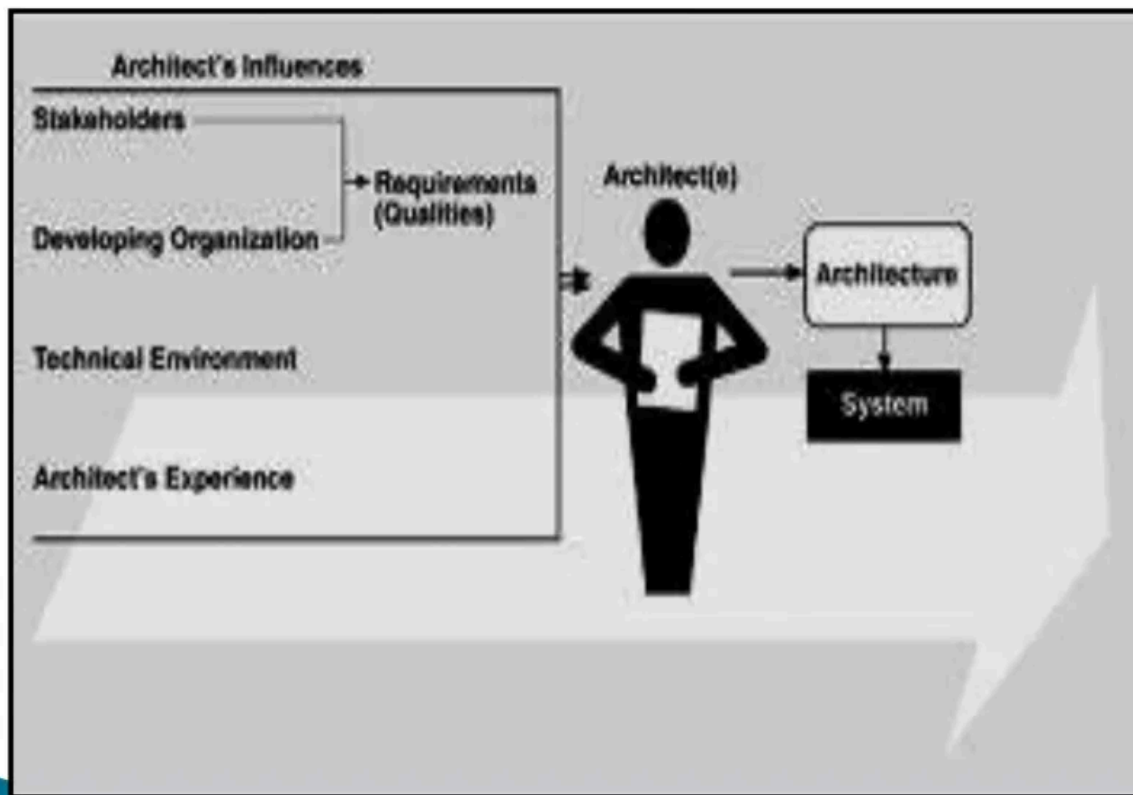 Architect's Influences
Stakeholders
Requirements
(Qualities)
Developing Organization
Technical Environment
Architect's Experience
Architect(s)
Architecture
System